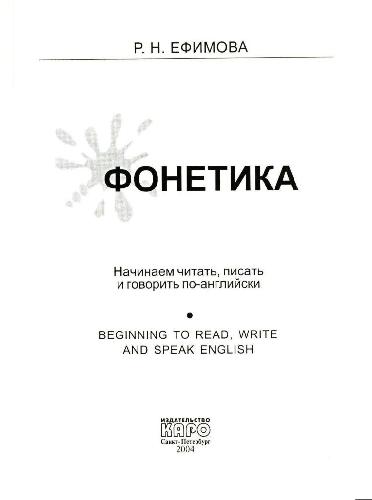 Р. Н. ЕФИМОВА
ФОНЕТИКА
Начинаем читать, писать
и говорить по-английски
•
BEGINNING TO READ, WRITE
AND SPEAK ENGLISH
ИЗДАТЕЛЬСТВО
КАРО
Санкт-Петербург
2004